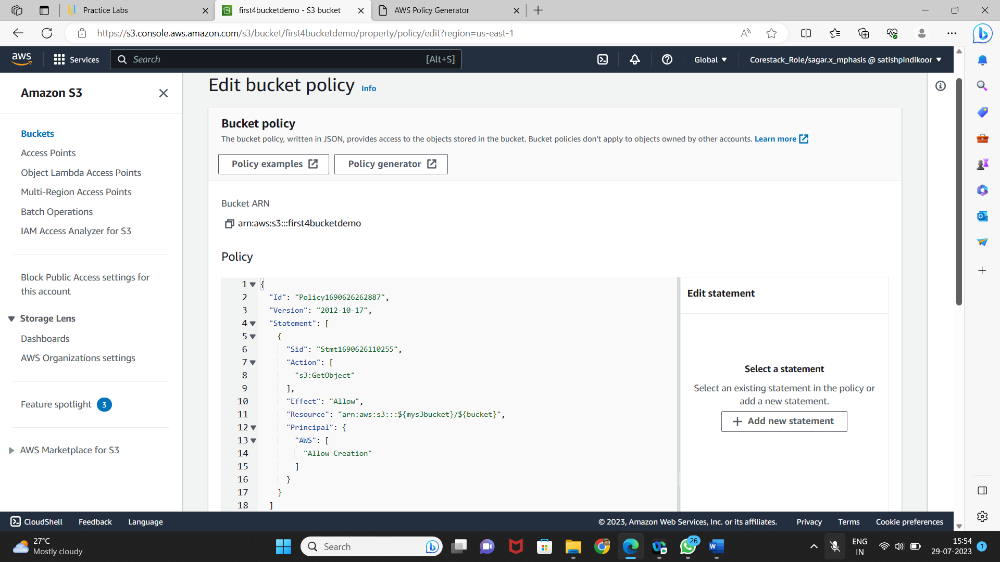 Practice Labs
first4bucketdemo - S3 bucket
AWS Policy Generator
https://s3.console.aws.amazon.com/s3/bucket/first4bucketdemo/property/policy/edit?region=us-east-1
aws
Services
Search
[Alt+S]
Global
Corestack_Role/sagar.x_mphasis @ satishpindikoor
Amazon S3
Buckets
Access Points
Object Lambda Access Points
Multi-Region Access Points
Batch Operations
IAM Access Analyzer for S3
Block Public Access settings for
this account
Storage Lens
Dashboards
AWS Organizations settings
Feature spotlight 3
AWS Marketplace for S3
Edit bucket policy Info
Bucket policy
The bucket policy, written in JSON, provides access to the objects stored in the bucket. Bucket policies don't apply to objects owned by other accounts. Learn more
Policy examples
Policy generator
Bucket ARN
arn:aws:s3:::first4bucketdemo
Policy
1 {
2 "Id": "Policy1690626262887",
3 "Version": "2012-10-17",
4 "Statement": [
5 {
6 "Sid": "Stmt1690626110255",
7 "Action": [
8 "s3:GetObject"
9 ],
10 "Effect": "Allow",
11 "Resource": "arn:aws:s3:::${mys3bucket}/${bucket}",
12 "Principal": {
13 "AWS": [
14 "Allow Creation"
15 ]
16 }
17 }
18 ]
Edit statement
Select a statement
Select an existing statement in the policy or
add a new statement.
Add new statement
CloudShell
Feedback
Language
© 2023, Amazon Web Services, Inc. or its affiliates.
Privacy
Terms
Cookie preferences
27°C
Mostly cloudy
Search
26
W
ENG
IN
15:54
29-07-2023
1